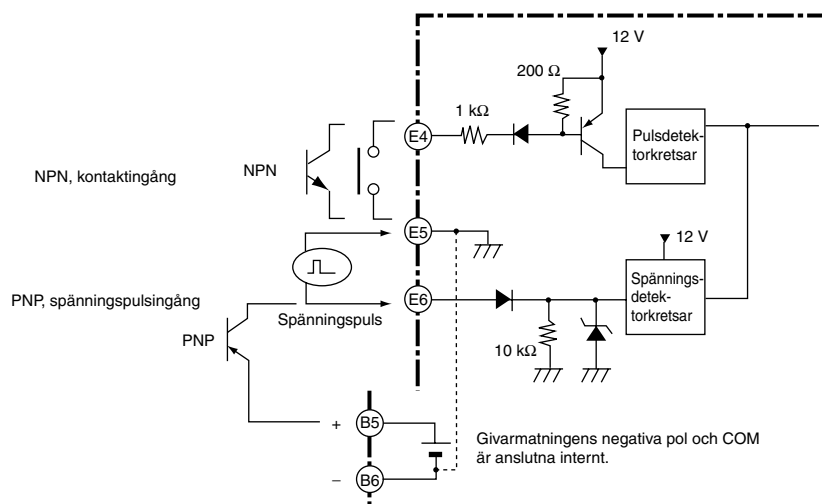 12 V
200 Ω
1 kΩ
E4
Pulsdetek-
torkretsar
NPN
NPN, kontaktingång
E5
12 V
Spännings-
detek-
torkretsar
E6
PNP, spänningspulsingång
Spänningspuls
PNP
10 kΩ
+
B5
Givarmatningens negativa pol och COM
är anslutna internt.
–
B6